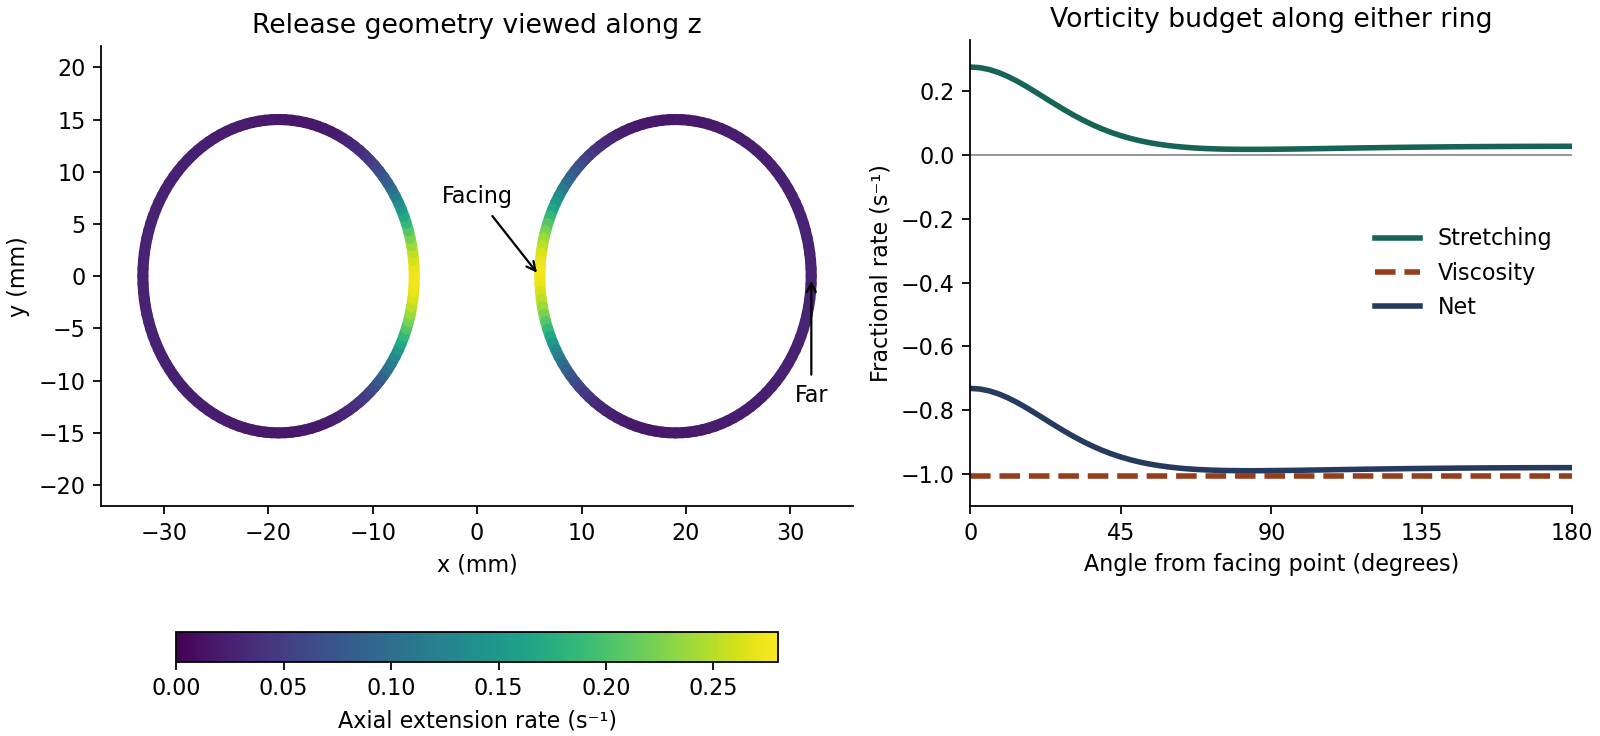 Release geometry viewed along z
20
15
10
5
0
−5
−10
−15
−20
y (mm)
Facing
Far
−30
−20
−10
0
10
20
30
x (mm)
0.00
0.05
0.10
0.15
0.20
0.25
Axial extension rate (s⁻¹)
Vorticity budget along either ring
0.2
0.0
−0.2
−0.4
−0.6
−0.8
−1.0
Fractional rate (s⁻¹)
Stretching
Viscosity
Net
0
45
90
135
180
Angle from facing point (degrees)